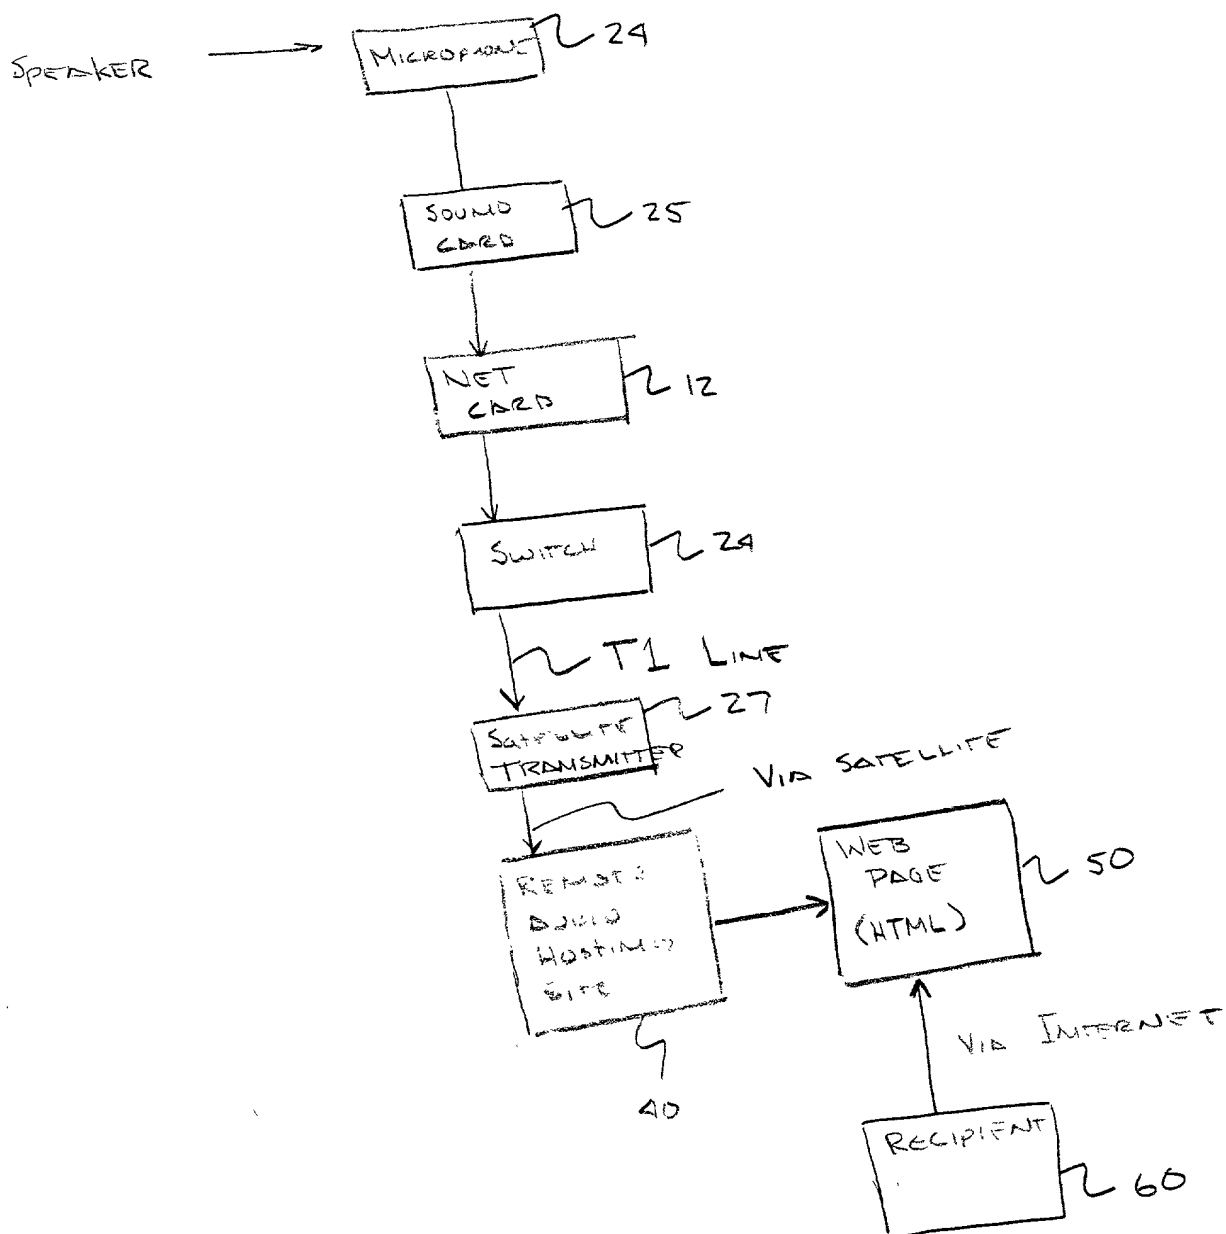 SPEAKER
MICROPHONE
24
SOUND
CARD
25
NET
CARD
12
SWITCH
24
T1 LINE
27
SATELLITE
TRANSMITTER
VIA SATELLITE
REMOTE
AUDIO
HOSTING
SITE
40
WEB
PAGE
(HTML)
50
VIA INTERNET
RECIPIENT
60